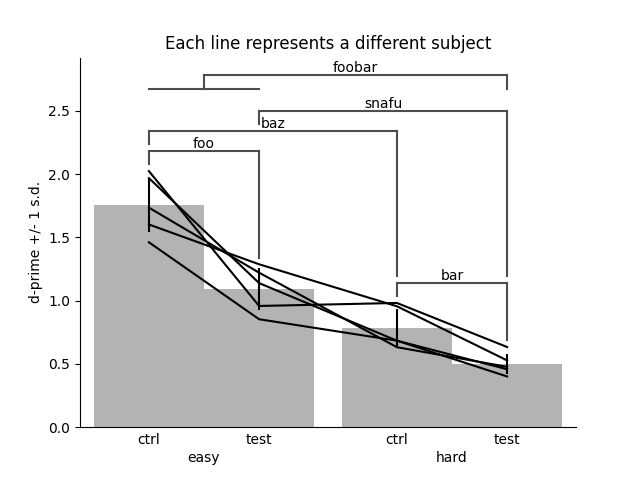 Each line represents a different subject
foobar
snafu
baz
foo
bar
d-prime +/- 1 s.d.
2.5
2.0
1.5
1.0
0.5
0.0
ctrl test ctrl test
easy hard